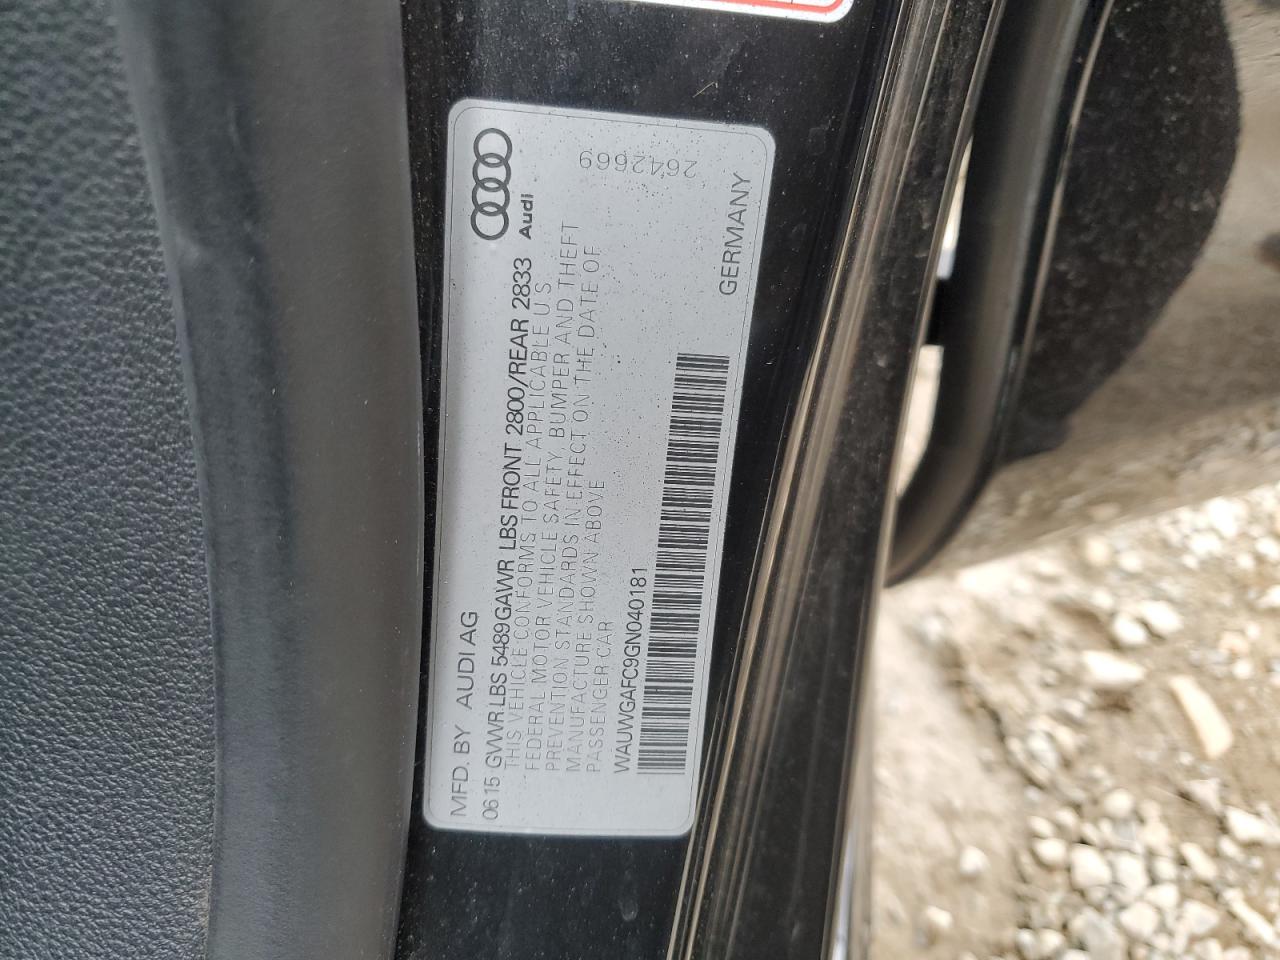 Audi
MFD. BY AUDI AG
0615 GVWR.LBS 5489 GAWR LBS FRONT 2800/REAR 2833
THIS VEHICLE CONFORMS TO ALL APPLICABLE US
FEDERAL MOTOR VEHICLE SAFETY, BUMPER AND THEFT
PREVENTION STANDARDS IN EFFECT ON THE DATE OF
MANUFACTURE SHOWN ABOVE
PASSENGER CAR
WAUWGAFC9GN040181
GERMANY
2642669